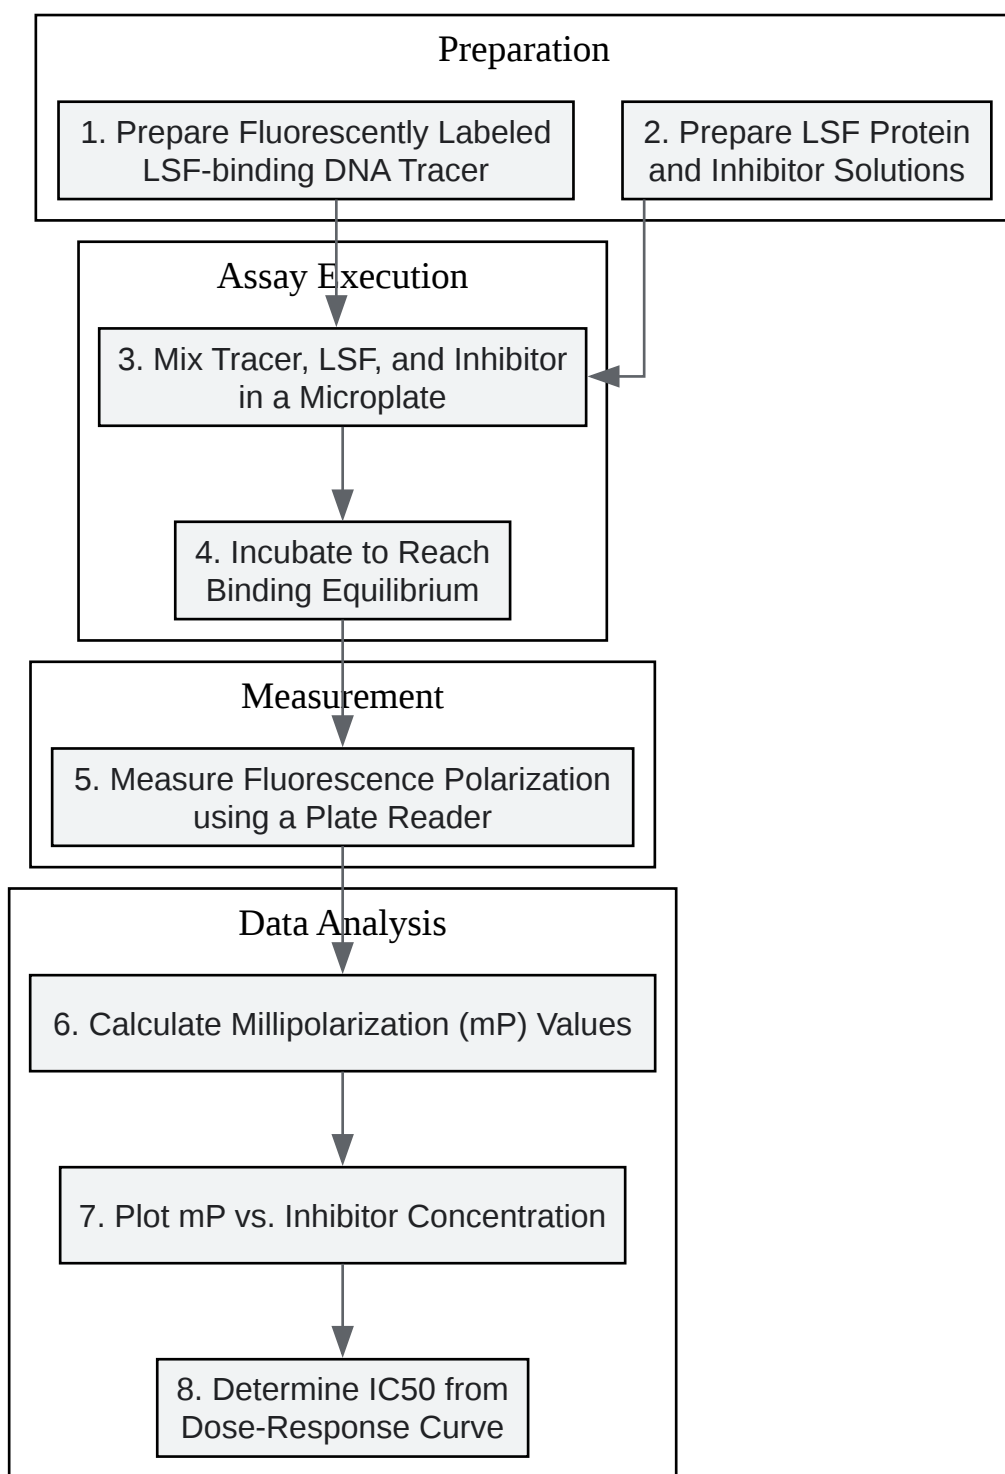 Preparation
1. Prepare Fluorescently Labeled
LSF-binding DNA Tracer
2. Prepare LSF Protein
and Inhibitor Solutions
Assay Execution
3. Mix Tracer, LSF, and Inhibitor
in a Microplate
4. Incubate to Reach
Binding Equilibrium
Measurement
5. Measure Fluorescence Polarization
using a Plate Reader
Data Analysis
6. Calculate Millipolarization (mP) Values
7. Plot mP vs. Inhibitor Concentration
8. Determine IC50 from
Dose-Response Curve